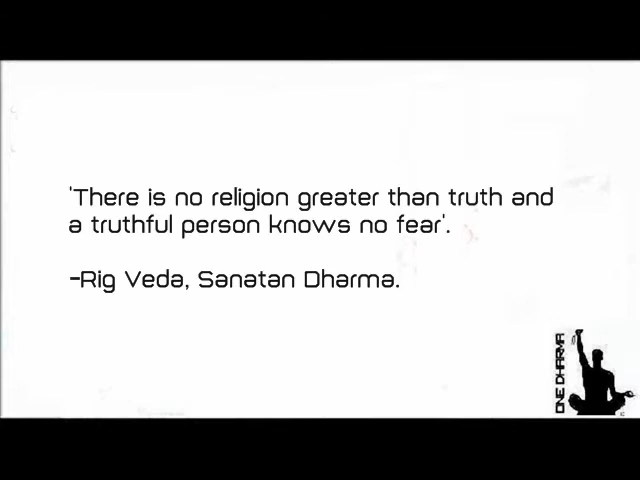 'There is no religion greater than truth and
a truthful person knows no fear'.
-Rig Veda, Sanatan Dharma.
ONE DHARMA